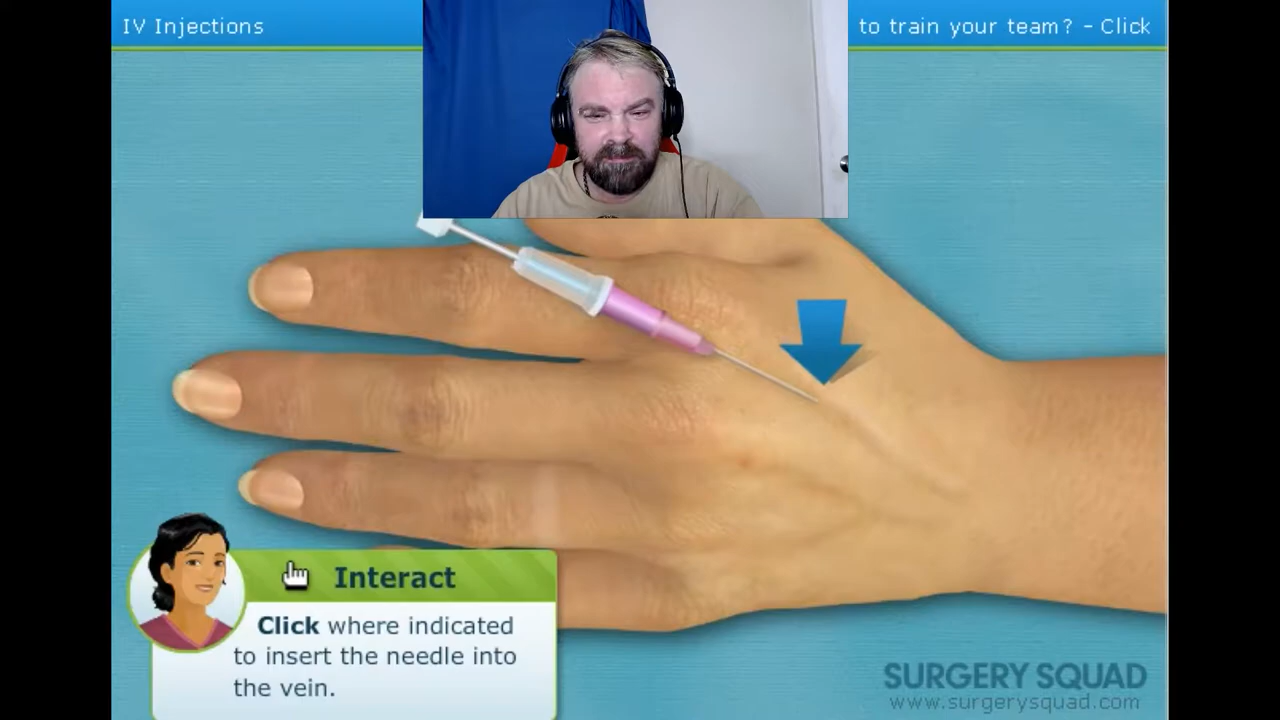 IV Injections
to train your team? - Click
Interact
Click where indicated
to insert the needle into
the vein.
SURGERY SQUAD
www.surgerysquad.com